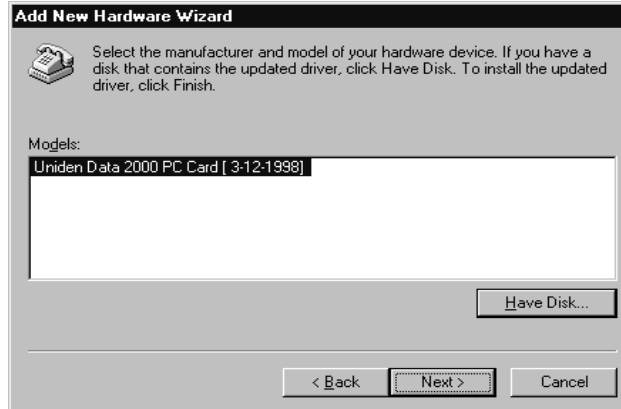 Add New Hardware Wizard
Select the manufacturer and model of your hardware device. If you have a
disk that contains the updated driver, click Have Disk. To install the updated
driver, click Finish.
Models:
Uniden Data 2000 PC Card [ 3-12-1998]
Have Disk...
< Back
Next >
Cancel